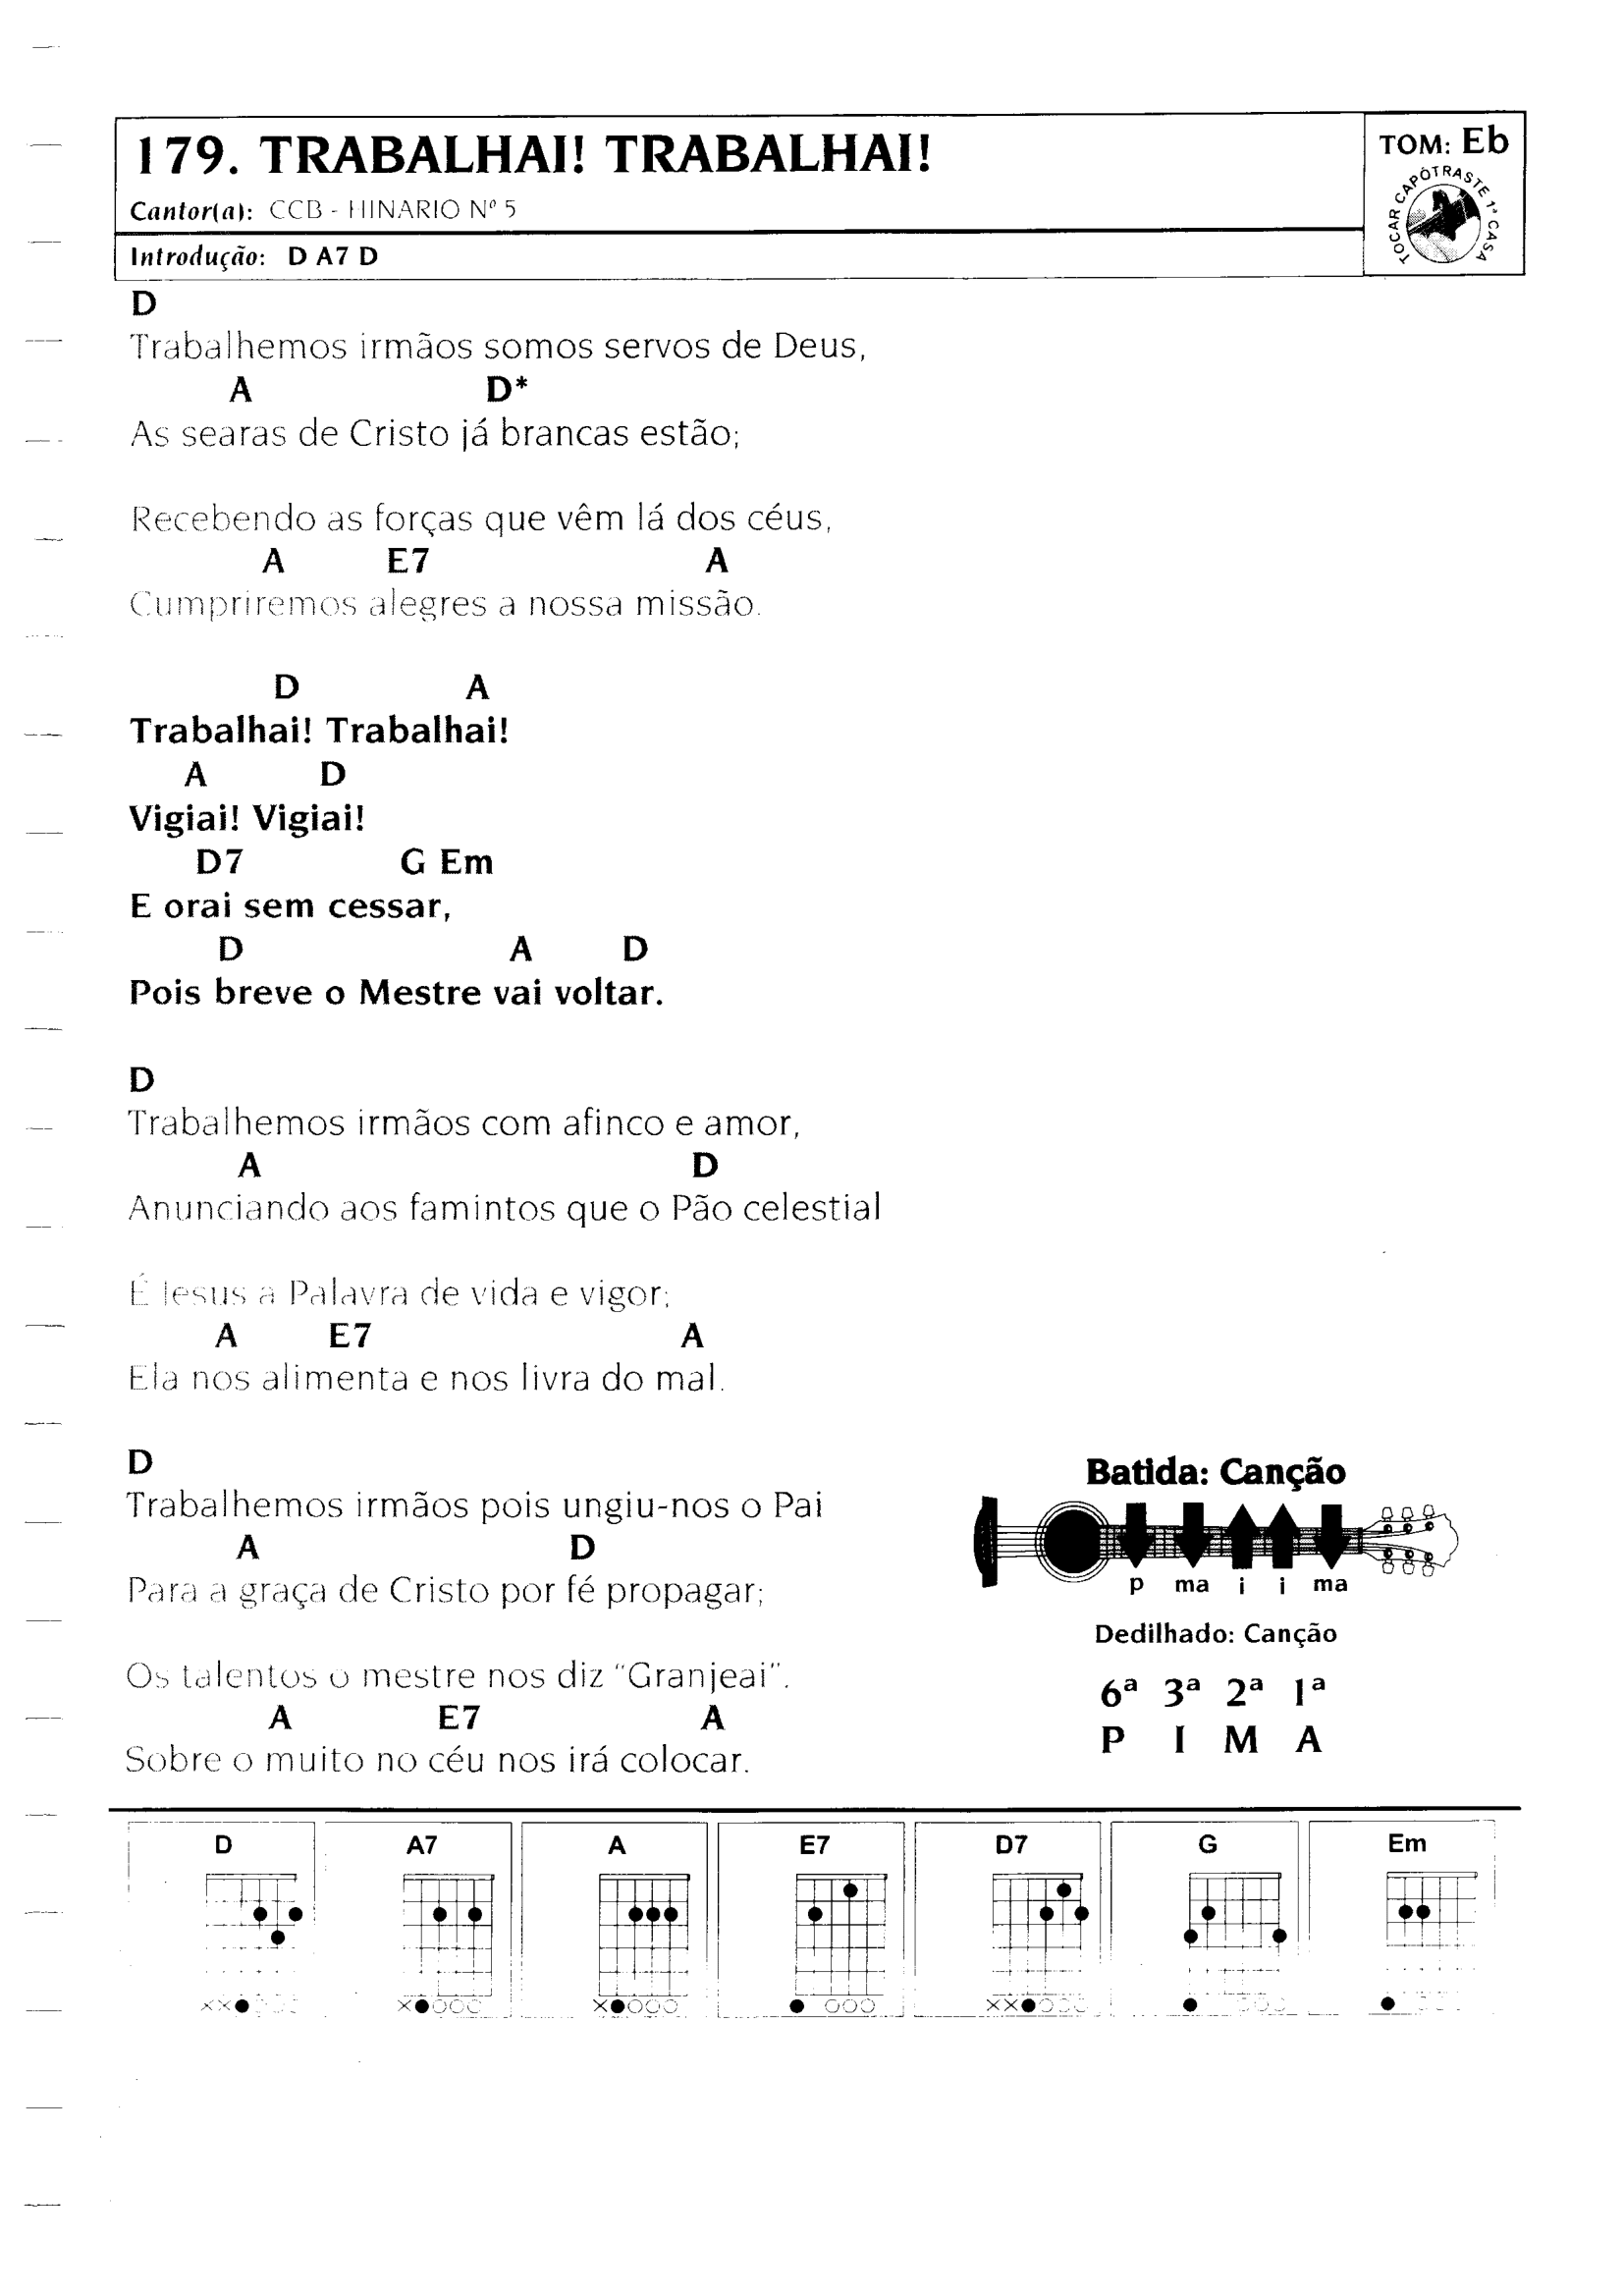 179. TRABALHAI! TRABALHAI!
TOM: Eb
Cantor(a): CCB - HINARIO Nº 5
TOCAR CAPÔTRASTE 1ª CASA
Introdução: D A7 D
D
Trabalhemos irmãos somos servos de Deus,
A D*
As searas de Cristo já brancas estão;
Recebendo as forças que vêm lá dos céus,
A E7 A
Cumpriremos alegres a nossa missão.
D A
Trabalhai! Trabalhai!
A D
Vigiai! Vigiai!
D7 G Em
E orai sem cessar,
D A D
Pois breve o Mestre vai voltar.
D
Trabalhemos irmãos com afinco e amor,
A D
Anunciando aos famintos que o Pão celestial
É Jesus a Palavra de vida e vigor;
A E7 A
Ela nos alimenta e nos livra do mal.
D
Trabalhemos irmãos pois ungiu-nos o Pai
A D
Para a graça de Cristo por fé propagar;
Os talentos o mestre nos diz "Granjeai".
A E7 A
Sobre o muito no céu nos irá colocar.
Batida: Canção
p ma i i ma
Dedilhado: Canção
6ª 3ª 2ª 1ª
P I M A
D A7 A E7 D7 G Em